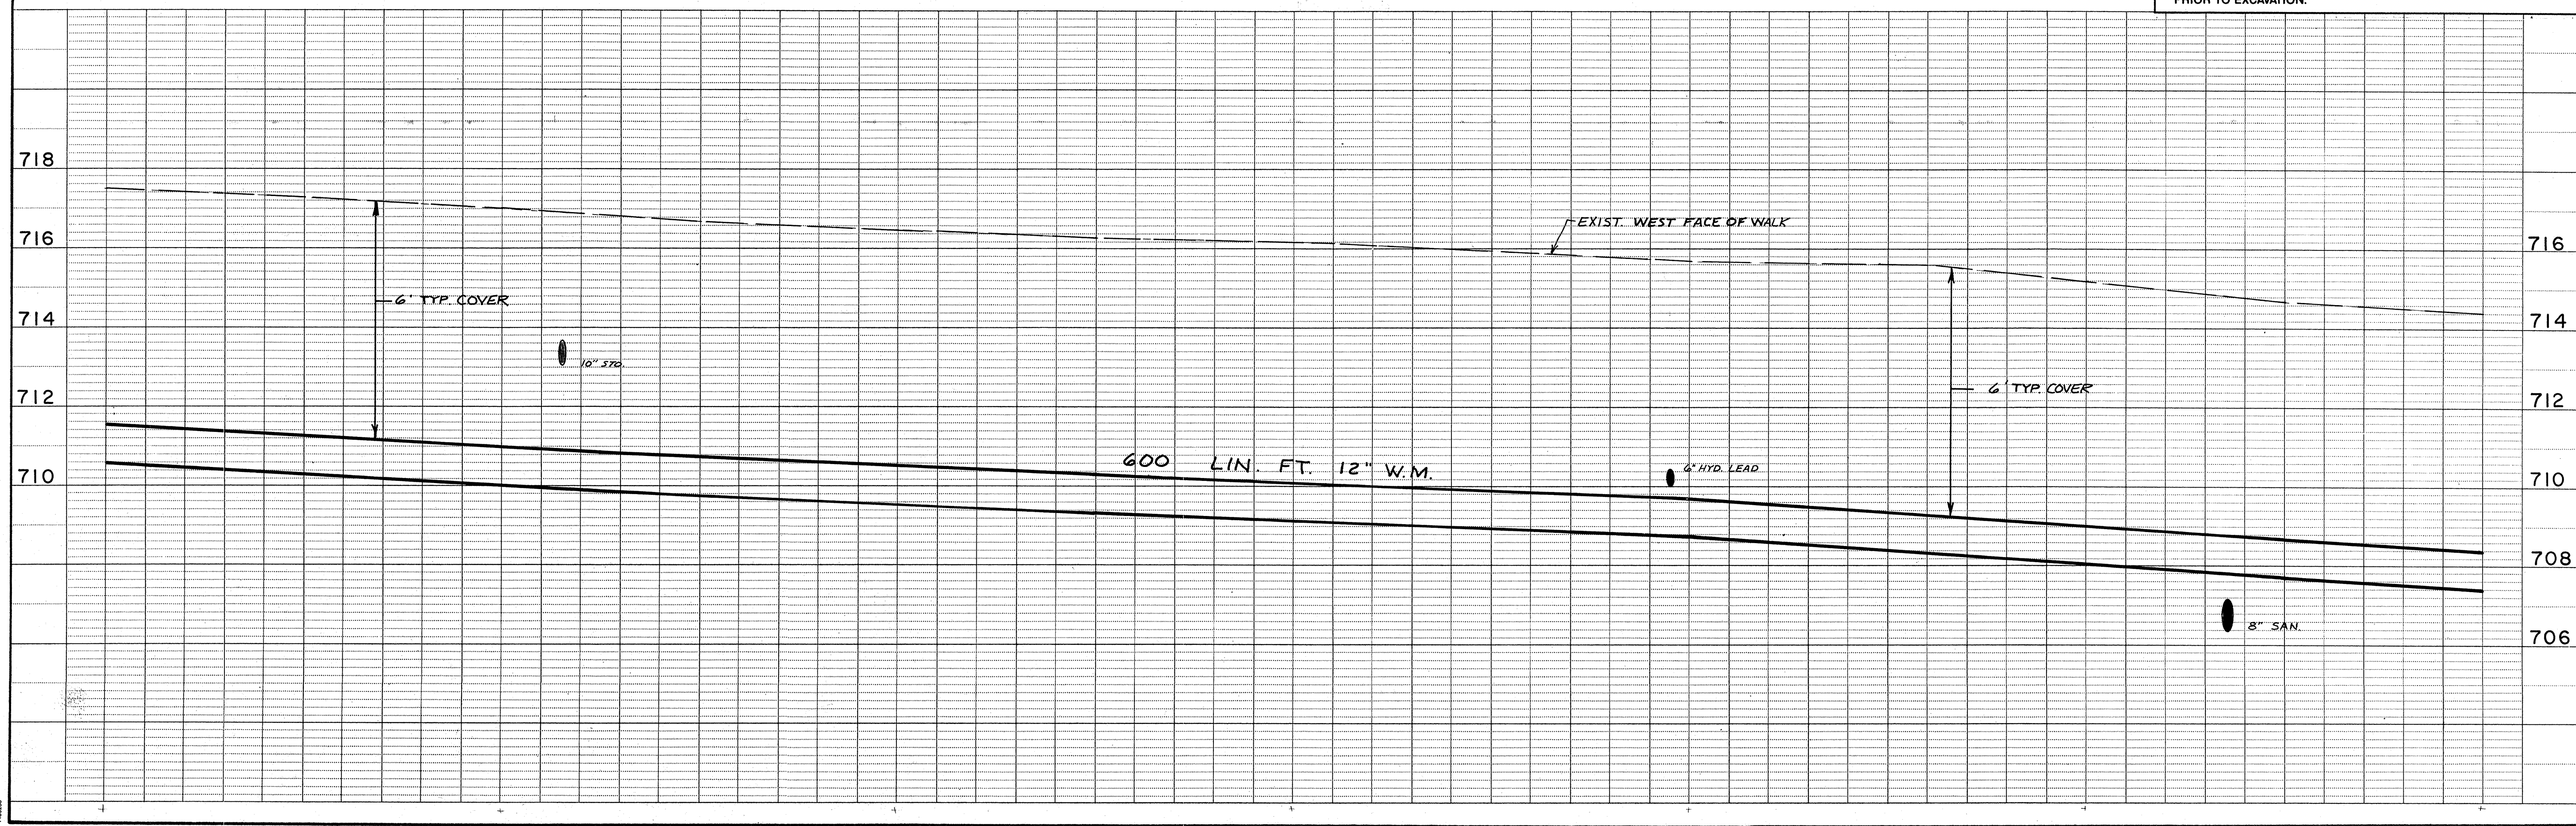 PRIOR TO EXCAVATION.
718
716
EXIST. WEST FACE OF WALK
716
6' TYP. COVER
714
714
10" STO.
6' TYP. COVER
712
712
600 LIN. FT. 12" W.M.
6" HYD. LEAD
710
710
708
8" SAN.
706